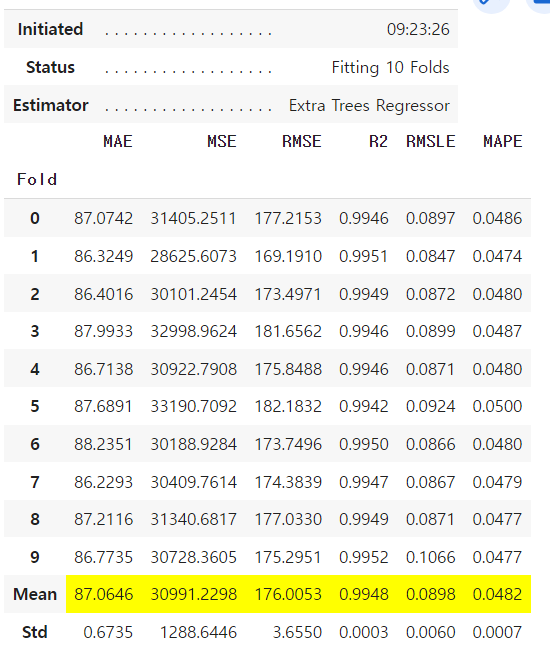 Initiated . . . . . . . . . . . . . . . . . . 09:23:26
Status . . . . . . . . . . . . . . . . . . Fitting 10 Folds
Estimator . . . . . . . . . . . . . . . . . . Extra Trees Regressor
MAE MSE RMSE R2 RMSLE MAPE
Fold
0 87.0742 31405.2511 177.2153 0.9946 0.0897 0.0486
1 86.3249 28625.6073 169.1910 0.9951 0.0847 0.0474
2 86.4016 30101.2454 173.4971 0.9949 0.0872 0.0480
3 87.9933 32998.9624 181.6562 0.9946 0.0899 0.0487
4 86.7138 30922.7908 175.8488 0.9946 0.0871 0.0480
5 87.6891 33190.7092 182.1832 0.9942 0.0924 0.0500
6 88.2351 30188.9284 173.7496 0.9950 0.0866 0.0480
7 86.2293 30409.7614 174.3839 0.9947 0.0867 0.0479
8 87.2116 31340.6817 177.0330 0.9949 0.0871 0.0477
9 86.7735 30728.3605 175.2951 0.9952 0.1066 0.0477
Mean 87.0646 30991.2298 176.0053 0.9948 0.0898 0.0482
Std 0.6735 1288.6446 3.6550 0.0003 0.0060 0.0007